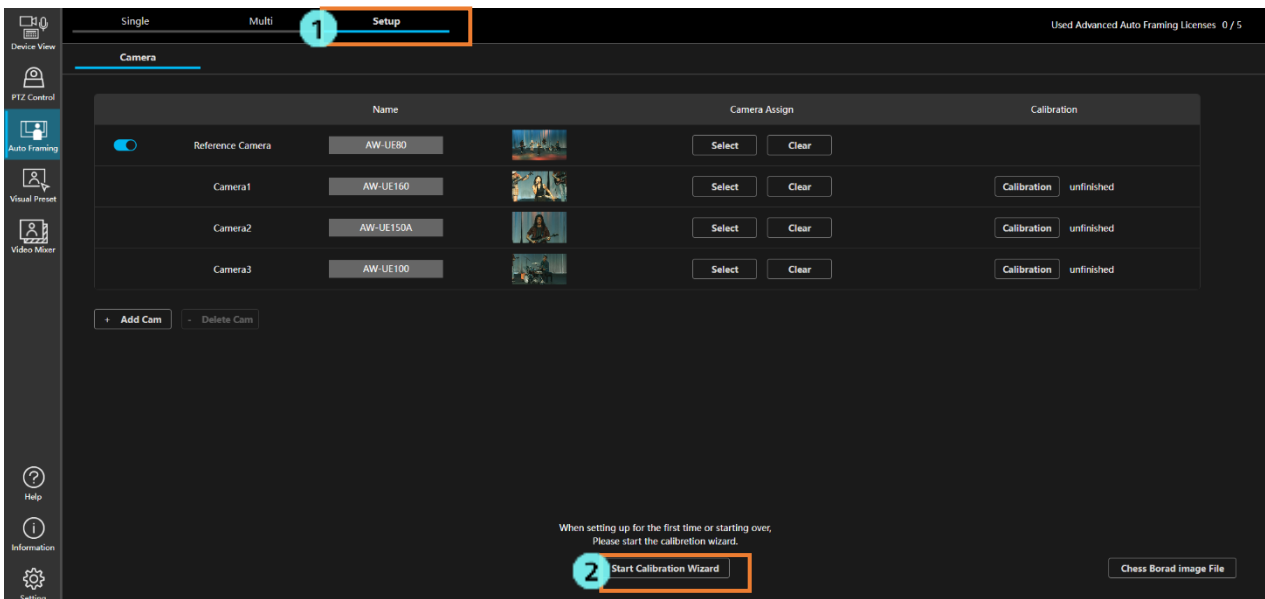 Device View
PTZ Control
Auto Framing
Visual Preset
Video Mixer
Help
Information
Setting
Single Multi 1 Setup Used Advanced Auto Framing Licenses 0 / 5
Camera
Name Camera Assign Calibration
Reference Camera AW-UE80 Select Clear
Camera1 AW-UE160 Select Clear Calibration unfinished
Camera2 AW-UE150A Select Clear Calibration unfinished
Camera3 AW-UE100 Select Clear Calibration unfinished
+ Add Cam - Delete Cam
When setting up for the first time or starting over,
Please start the calibretion wizard.
2 Start Calibration Wizard Chess Borad image File